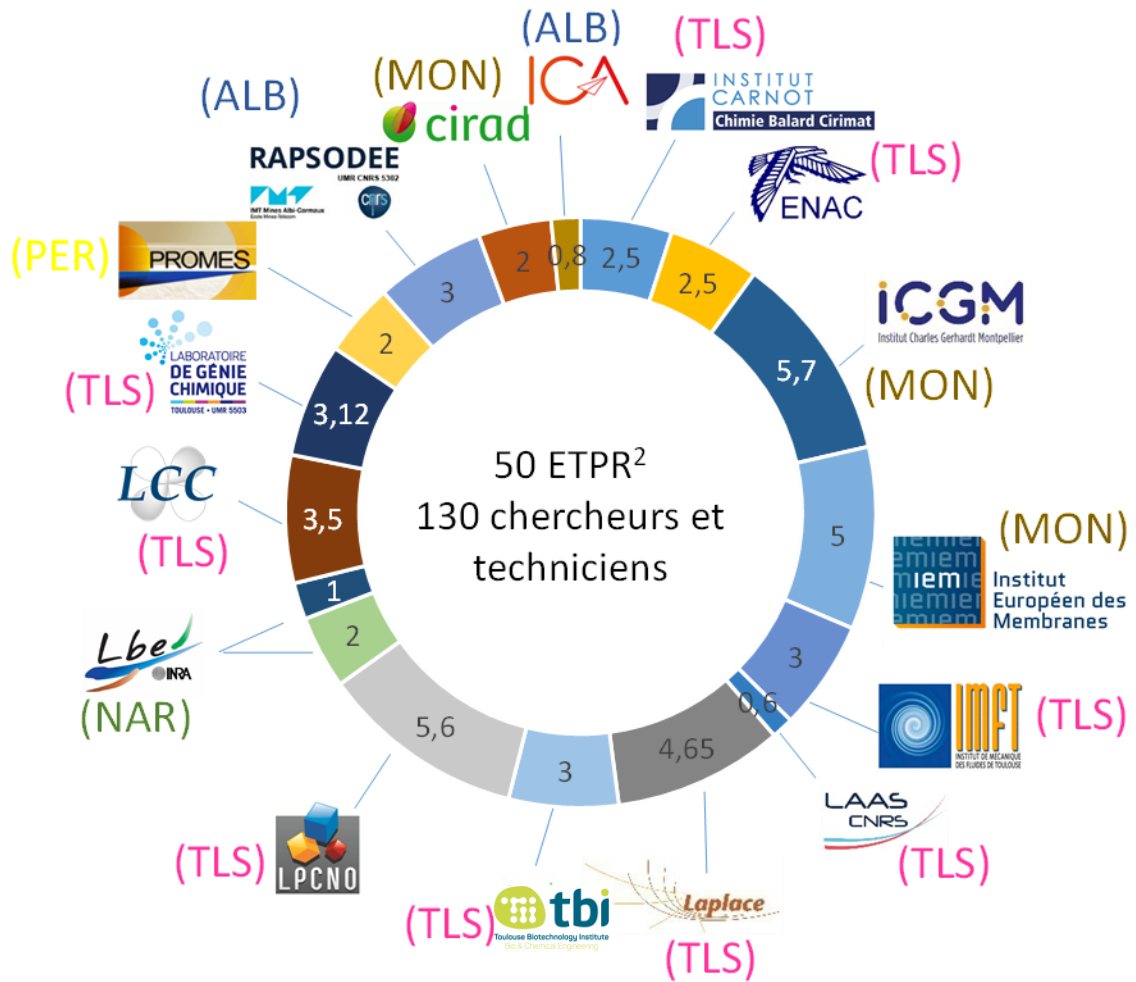 (ALB)
ICA
(TLS)
INSTITUT
CARNOT
Chimie Balard Cirimat
(MON)
cirad
(ALB)
RAPSODEE
UMR CNRS 5302
IMT Mines Albi-Carmaux
École Mines-Télécom
cnrs
(TLS)
ENAC
(PER)
PROMES
iCGM
Institut Charles Gerhardt Montpellier
(MON)
(TLS)
LABORATOIRE
DE GÉNIE
CHIMIQUE
TOULOUSE • UMR 5503
LCC
(TLS)
(MON)
iem
Institut
Européen des
Membranes
Lbe
INRA
(NAR)
IMFT
INSTITUT DE MÉCANIQUE
DES FLUIDES DE TOULOUSE
(TLS)
LAAS
CNRS
(TLS)
(TLS)
LPCNO
(TLS)
tbi
Toulouse Biotechnology Institute
Bio & Chemical Engineering
Laplace
(TLS)
2,5
2,5
5,7
5
3
0,6
4,65
3
5,6
2
1
3,5
3,12
2
3
2
0,8
50 ETPR²
130 chercheurs et
techniciens